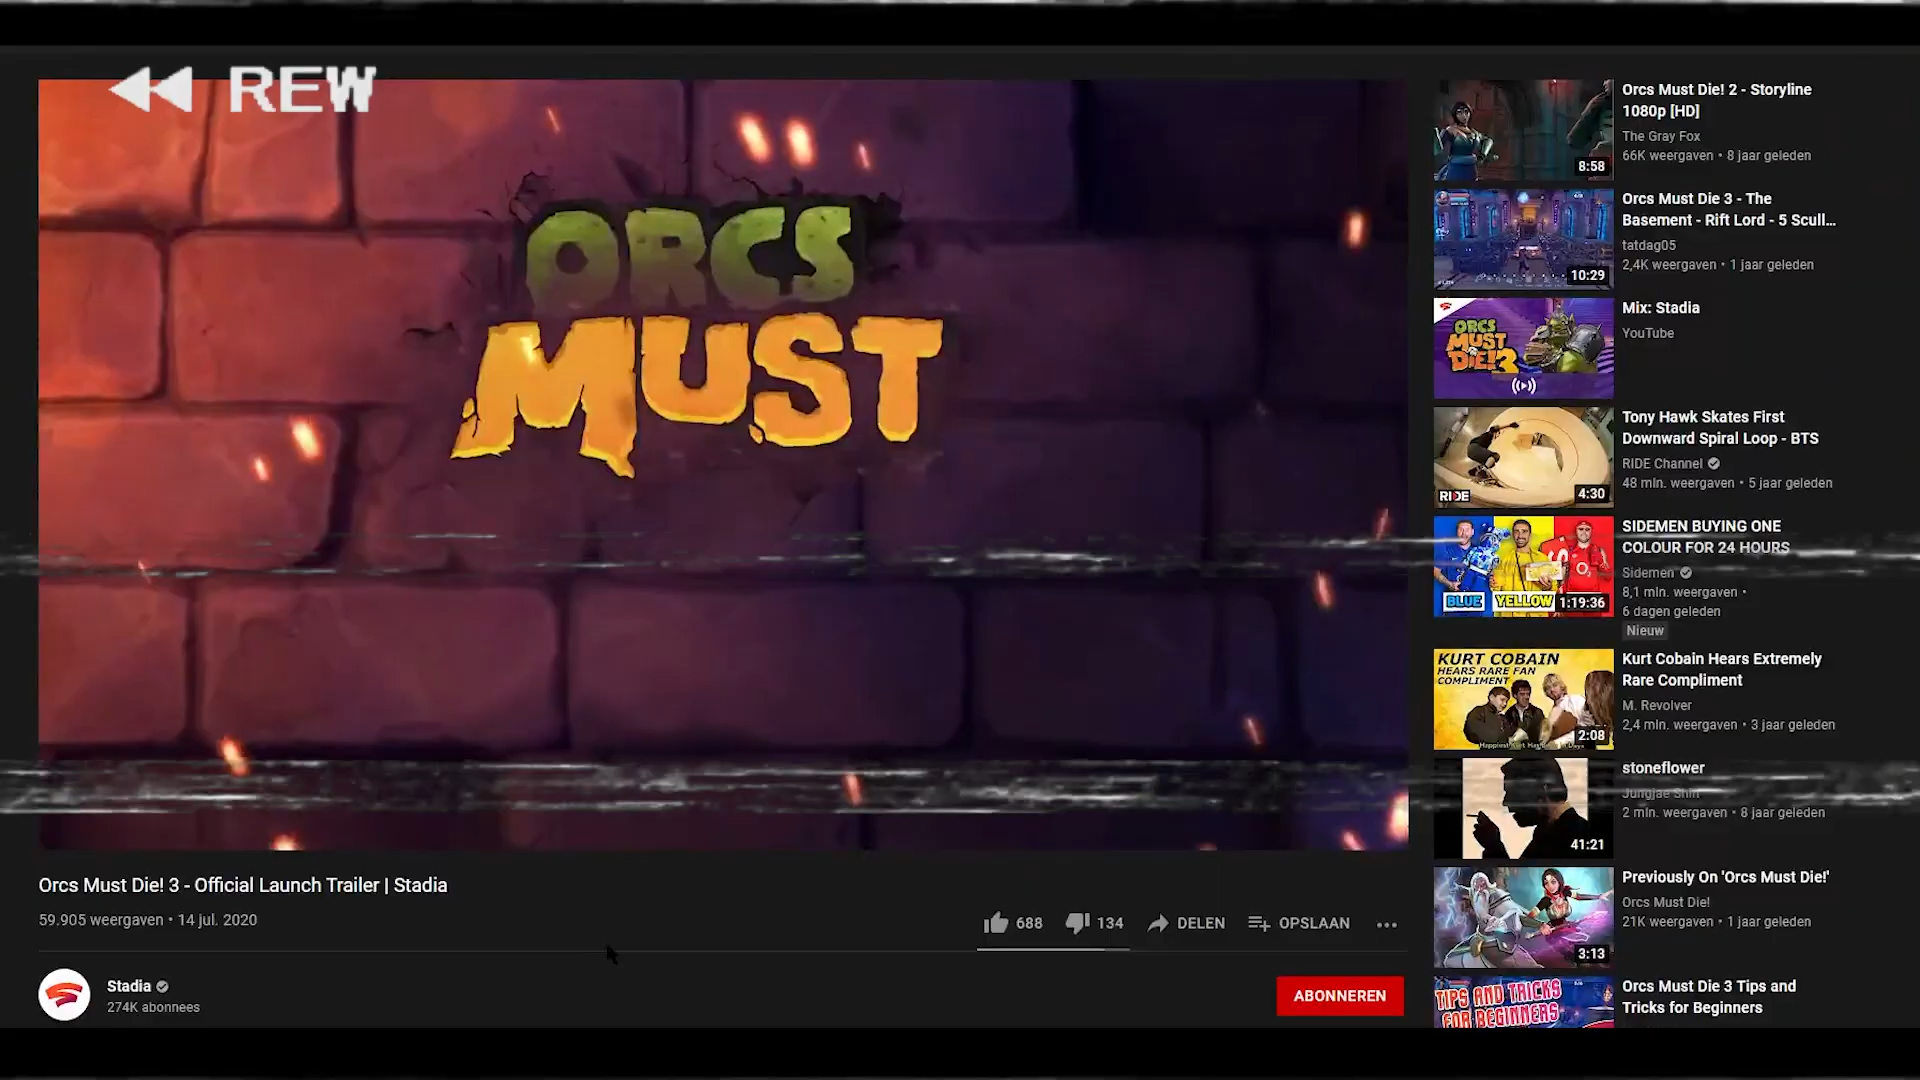 REW
ORCS
MUST
Orcs Must Die! 3 - Official Launch Trailer | Stadia
59.905 weergaven • 14 jul. 2020
688
134
DELEN
OPSLAAN
Stadia
274K abonnees
ABONNEREN
8:58
Orcs Must Die! 2 - Storyline
1080p [HD]
The Gray Fox
66K weergaven • 8 jaar geleden
10:29
Orcs Must Die 3 - The
Basement - Rift Lord - 5 Scull...
tatdag05
2,4K weergaven • 1 jaar geleden
ORCS
MUST
DIE! 3
Mix: Stadia
YouTube
RIDE
4:30
Tony Hawk Skates First
Downward Spiral Loop - BTS
RIDE Channel
48 mln. weergaven • 5 jaar geleden
BLUE
YELLOW
O2
1:19:36
SIDEMEN BUYING ONE
COLOUR FOR 24 HOURS
Sidemen
8,1 mln. weergaven •
6 dagen geleden
Nieuw
KURT COBAIN
HEARS RARE FAN
COMPLIMENT
2:08
Kurt Cobain Hears Extremely
Rare Compliment
M. Revolver
2,4 mln. weergaven • 3 jaar geleden
41:21
stoneflower
Jungjae Shin
2 mln. weergaven • 8 jaar geleden
3:13
Previously On 'Orcs Must Die!'
Orcs Must Die!
21K weergaven • 1 jaar geleden
TIPS AND TRICKS
FOR BEGINNERS
Orcs Must Die 3 Tips and
Tricks for Beginners